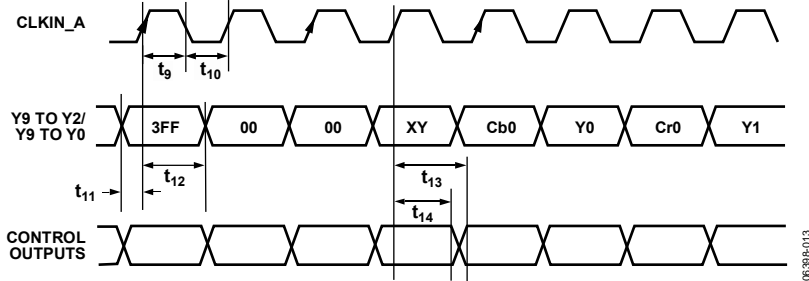 CLKIN_A
t9 t10
Y9 TO Y2/
Y9 TO Y0
3FF 00 00 XY Cb0 Y0 Cr0 Y1
t11
t12
t13
t14
CONTROL
OUTPUTS
06398-013